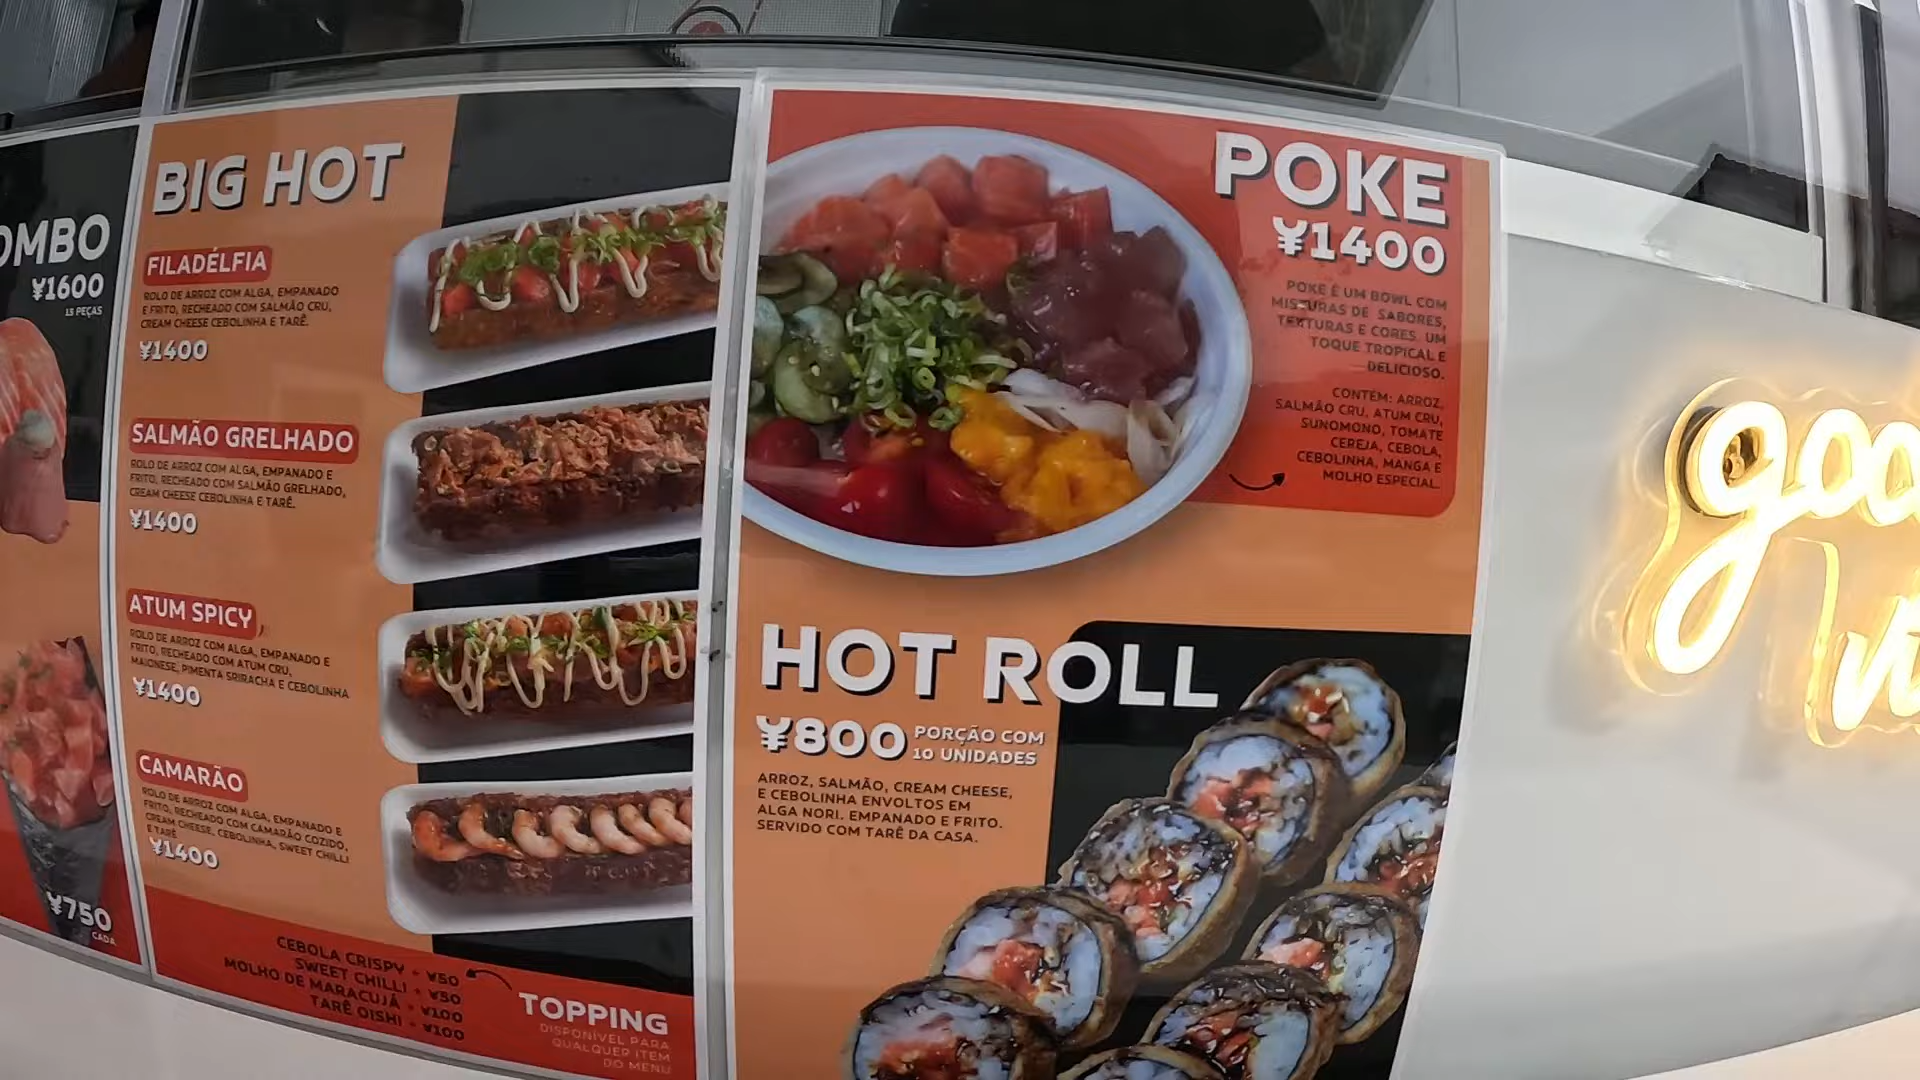 OMBO
¥1600
15 PEÇAS
¥750
CADA
BIG HOT
FILADÉLFIA
ROLO DE ARROZ COM ALGA, EMPANADO
E FRITO, RECHEADO COM SALMÃO CRU,
CREAM CHEESE CEBOLINHA E TARÊ.
¥1400
SALMÃO GRELHADO
ROLO DE ARROZ COM ALGA, EMPANADO E
FRITO, RECHEADO COM SALMÃO GRELHADO,
CREAM CHEESE CEBOLINHA E TARÊ.
¥1400
ATUM SPICY
ROLO DE ARROZ COM ALGA, EMPANADO E
FRITO, RECHEADO COM ATUM CRU,
MAIONESE, PIMENTA SRIRACHA E CEBOLINHA
¥1400
CAMARÃO
ROLO DE ARROZ COM ALGA, EMPANADO E
FRITO, RECHEADO COM CAMARÃO COZIDO,
CREAM CHEESE, CEBOLINHA, SWEET CHILLI
E TARÊ
¥1400
CEBOLA CRISPY + ¥50
SWEET CHILLI + ¥50
MOLHO DE MARACUJÁ + ¥100
TARÊ OISHI + ¥100
TOPPING
DISPONÍVEL PARA
QUALQUER ITEM
DO MENU
POKE
¥1400
POKE É UM BOWL COM
MISTURAS DE SABORES,
TEXTURAS E CORES. UM
TOQUE TROPICAL E
DELICIOSO.
CONTÉM: ARROZ,
SALMÃO CRU, ATUM CRU,
SUNOMONO, TOMATE
CEREJA, CEBOLA,
CEBOLINHA, MANGA E
MOLHO ESPECIAL.
HOT ROLL
¥800 PORÇÃO COM
10 UNIDADES
ARROZ, SALMÃO, CREAM CHEESE,
E CEBOLINHA ENVOLTOS EM
ALGA NORI. EMPANADO E FRITO.
SERVIDO COM TARÊ DA CASA.
goo